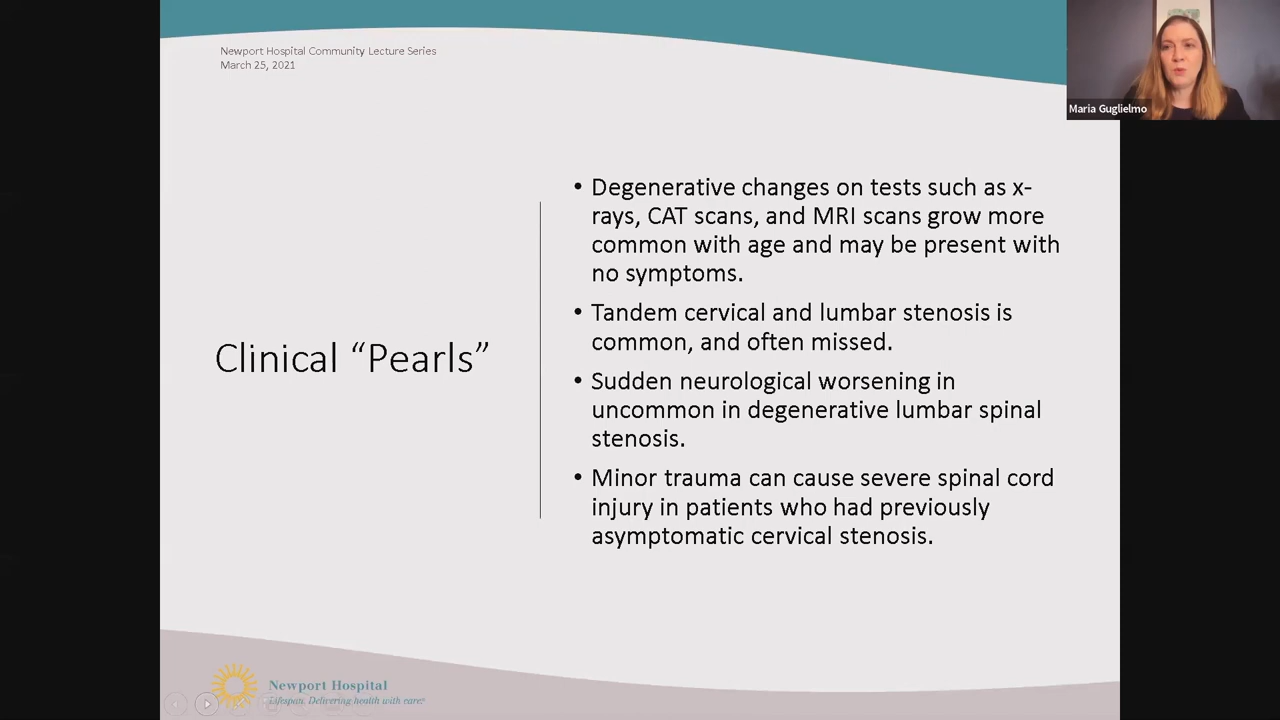 Newport Hospital Community Lecture Series
March 25, 2021
Maria Guglielmo
Clinical “Pearls”
• Degenerative changes on tests such as x-
rays, CAT scans, and MRI scans grow more
common with age and may be present with
no symptoms.
• Tandem cervical and lumbar stenosis is
common, and often missed.
• Sudden neurological worsening in
uncommon in degenerative lumbar spinal
stenosis.
• Minor trauma can cause severe spinal cord
injury in patients who had previously
asymptomatic cervical stenosis.
Newport Hospital
Lifespan. Delivering health with care.®